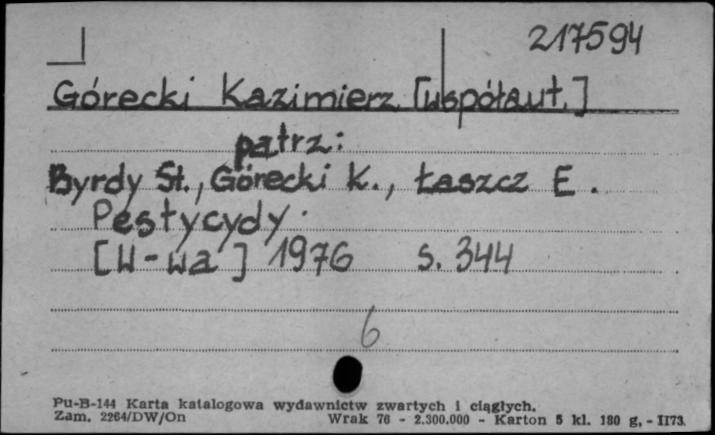 217594
Górecki Kazimierz [współaut.]
patrz:
Byrdy St., Górecki K., Łaszcz E.
Pestycydy.
[W-wa] 1976 s. 344
6
Pu-B-144 Karta katalogowa wydawnictw zwartych i ciągłych.
Zam. 2264/DW/On Wrak 76 - 2.300.000 - Karton 5 kl. 180 g, - II73.